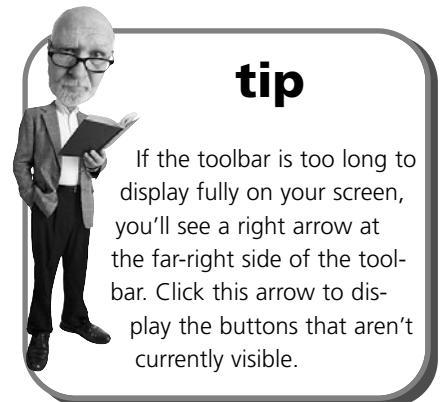 tip
If the toolbar is too long to
display fully on your screen,
you'll see a right arrow at
the far-right side of the tool-
bar. Click this arrow to dis-
play the buttons that aren't
currently visible.